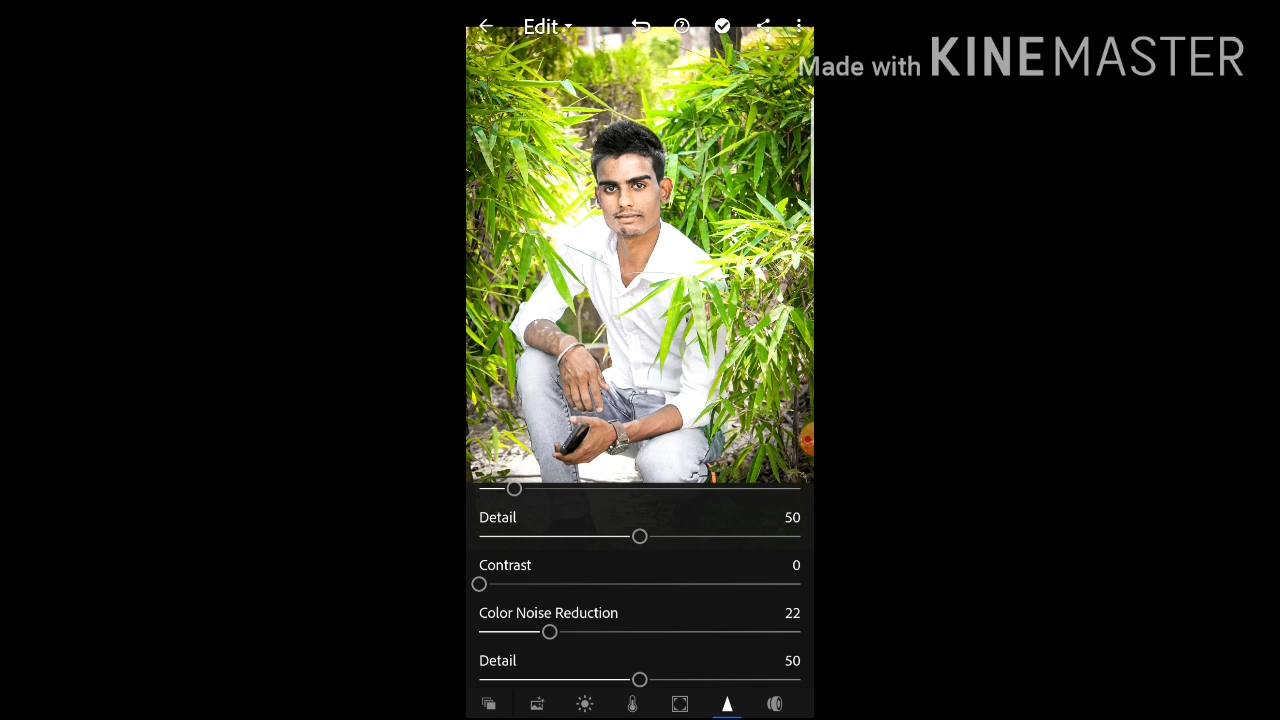 Edit
Made with KINEMASTER
Detail 50
Contrast 0
Color Noise Reduction 22
Detail 50